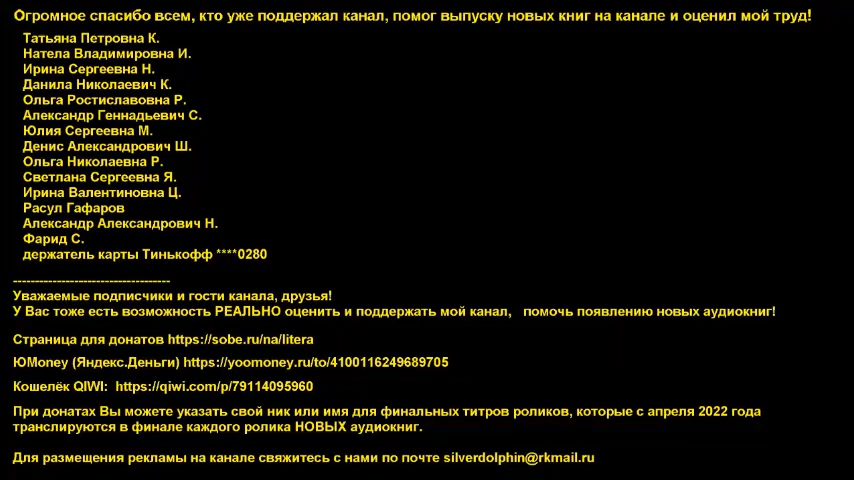 Огромное спасибо всем, кто уже поддержал канал, помог выпуску новых книг на канале и оценил мой труд!
Татьяна Петровна К.
Натела Владимировна И.
Ирина Сергеевна Н.
Данила Николаевич К.
Ольга Ростиславовна Р.
Александр Геннадьевич С.
Юлия Сергеевна М.
Денис Александрович Ш.
Ольга Николаевна Р.
Светлана Сергеевна Я.
Ирина Валентиновна Ц.
Расул Гафаров
Александр Александрович Н.
Фарид С.
держатель карты Тинькофф ****0280
------------------------------------
Уважаемые подписчики и гости канала, друзья!
У Вас тоже есть возможность РЕАЛЬНО оценить и поддержать мой канал, помочь появлению новых аудиокниг!
Страница для донатов https://sobe.ru/na/litera
ЮMoney (Яндекс.Деньги) https://yoomoney.ru/to/4100116249689705
Кошелёк QIWI: https://qiwi.com/p/79114095960
При донатах Вы можете указать свой ник или имя для финальных титров роликов, которые с апреля 2022 года
транслируются в финале каждого ролика НОВЫХ аудиокниг.
Для размещения рекламы на канале свяжитесь с нами по почте silverdolphin@rkmail.ru